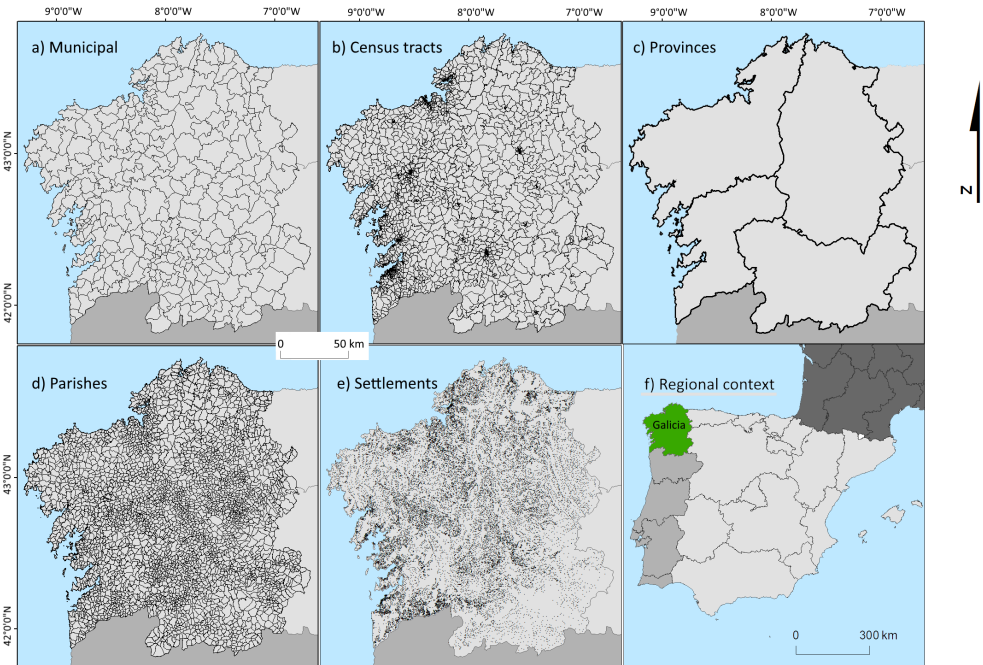 9°0'0"W 8°0'0"W 7°0'0"W 9°0'0"W 8°0'0"W 7°0'0"W 9°0'0"W 8°0'0"W 7°0'0"W
a) Municipal
b) Census tracts
c) Provinces
43°0'0"N
N
42°0'0"N
0 50 km
d) Parishes
e) Settlements
f) Regional context
Galicia
43°0'0"N
42°0'0"N
0 300 km